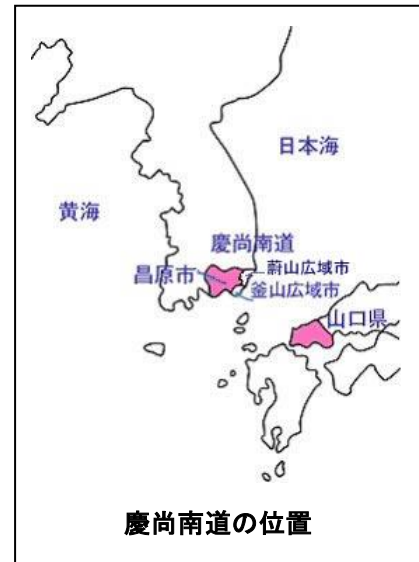 日本海
黄海
慶尚南道
蔚山広域市
昌原市
釜山広域市
山口県
慶尚南道の位置